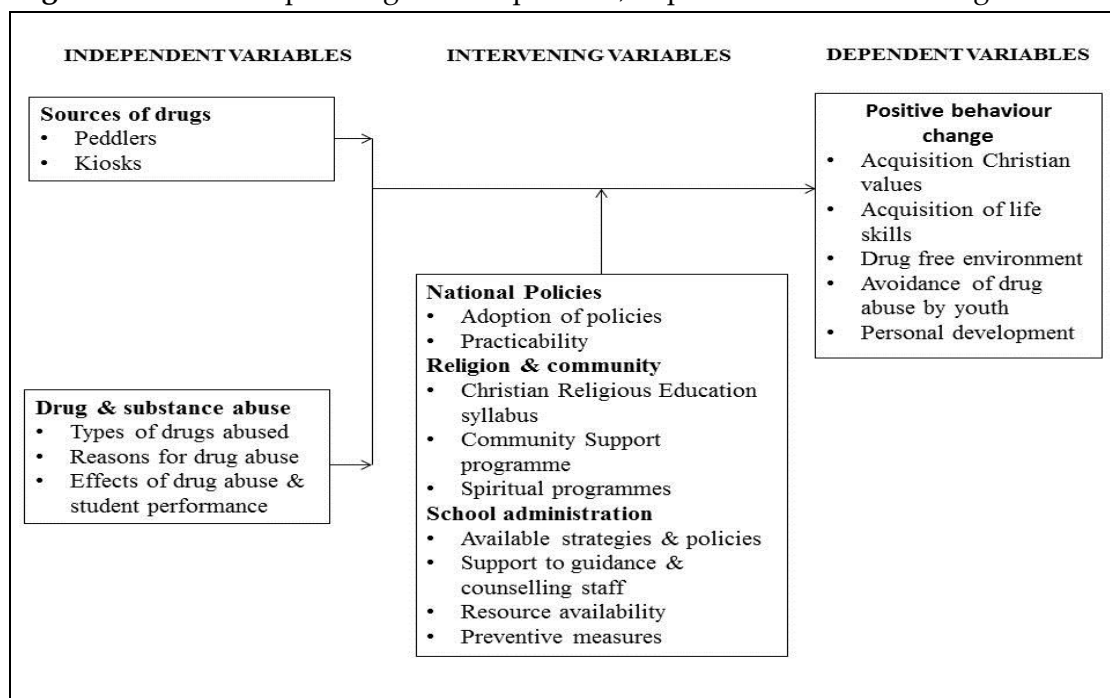 INDEPENDENT VARIABLES
INTERVENING VARIABLES
DEPENDENT VARIABLES
Sources of drugs
• Peddlers
• Kiosks
Drug & substance abuse
• Types of drugs abused
• Reasons for drug abuse
• Effects of drug abuse &
student performance
National Policies
• Adoption of policies
• Practicability
Religion & community
• Christian Religious Education
syllabus
• Community Support
programme
• Spiritual programmes
School administration
• Available strategies & policies
• Support to guidance &
counselling staff
• Resource availability
• Preventive measures
Positive behaviour
change
• Acquisition Christian
values
• Acquisition of life
skills
• Drug free environment
• Avoidance of drug
abuse by youth
• Personal development